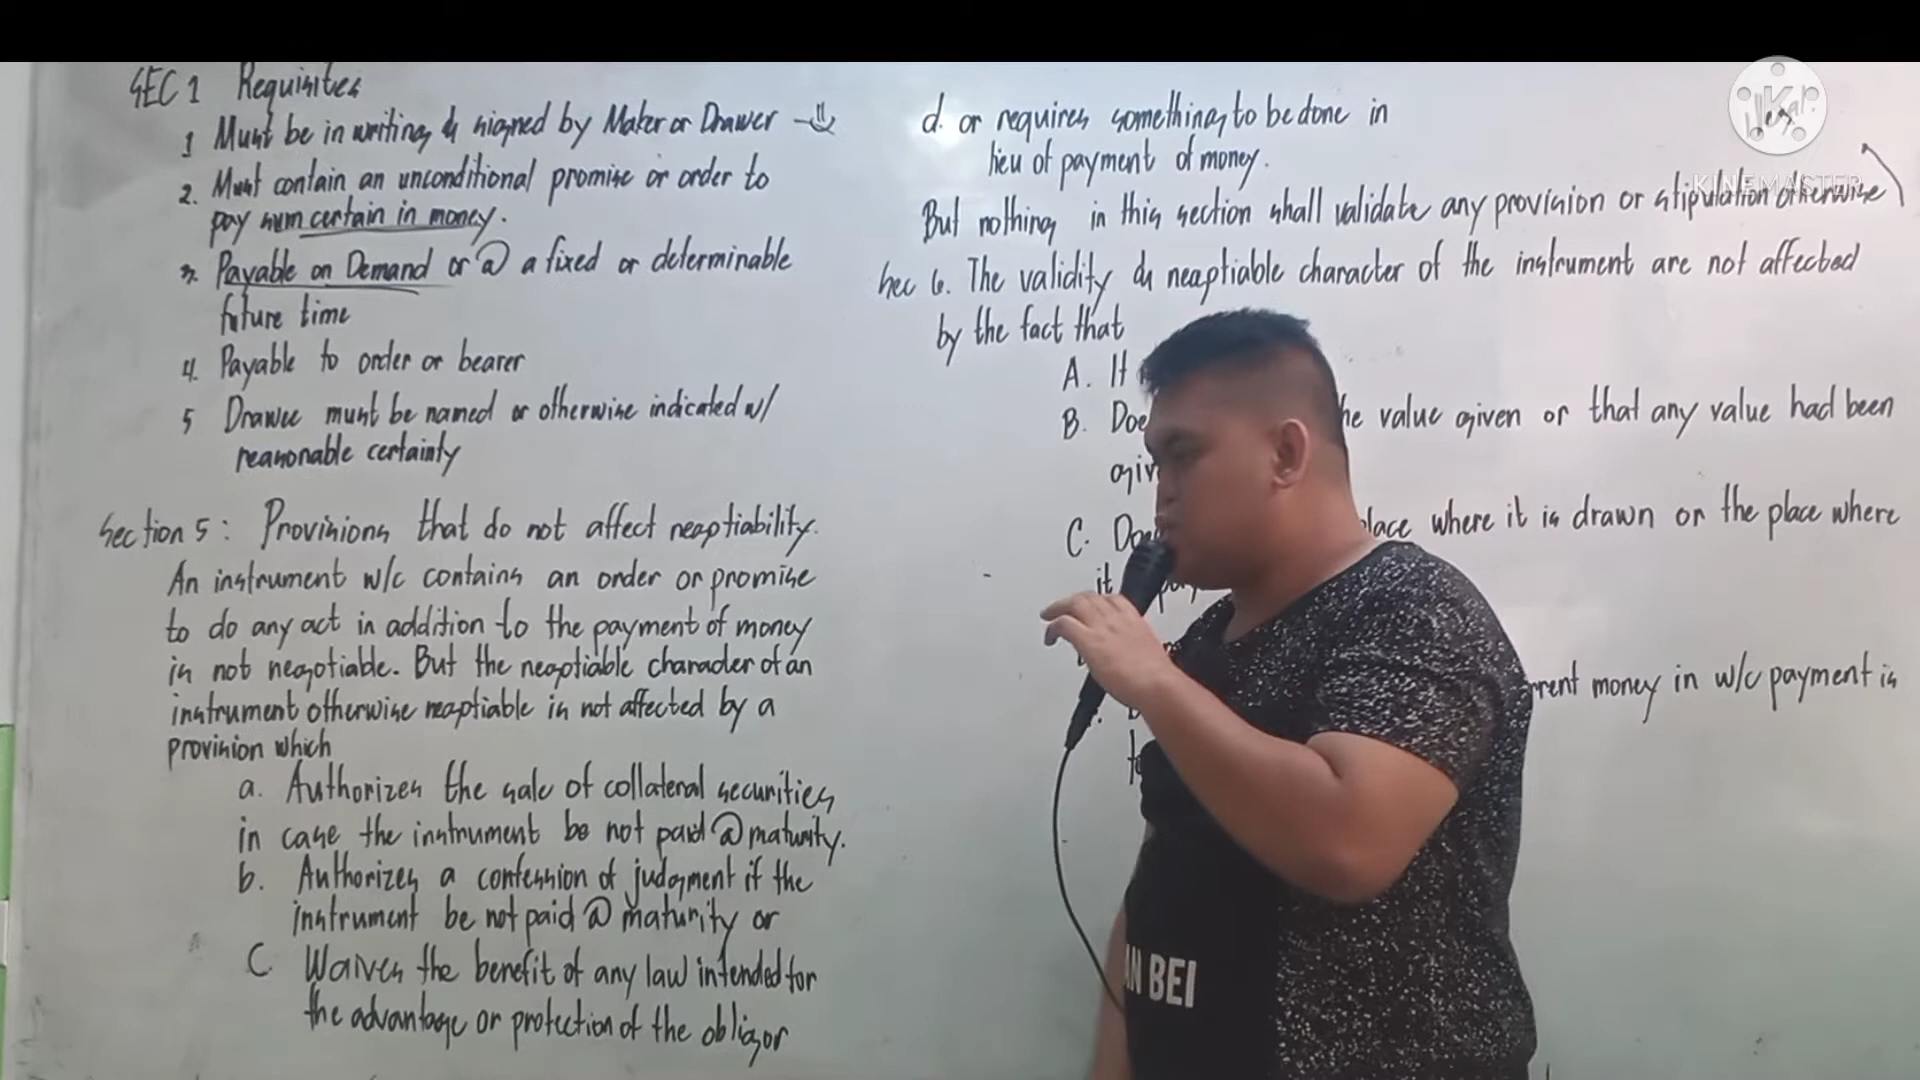 SEC 1 Requisites
1 Must be in writing & signed by Maker or Drawer
2. Must contain an unconditional promise or order to
pay sum certain in money.
3. Payable on Demand or @ a fixed or determinable
future time
4. Payable to order or bearer
5 Drawee must be named or otherwise indicated w/
reasonable certainty
Section 5: Provisions that do not affect negotiability.
An instrument w/c contains an order or promise
to do any act in addition to the payment of money
is not negotiable. But the negotiable character of an
instrument otherwise negotiable is not affected by a
provision which
a. Authorizes the sale of collateral securities
in case the instrument be not paid @ maturity.
b. Authorizes a confession of judgment if the
instrument be not paid @ maturity or
C Waives the benefit of any law intended for
the advantage or protection of the obligor
d. or requires something to be done in
lieu of payment of money.
But nothing in this section shall validate any provision or stipulation otherwise
Sec 6. The validity & negotiable character of the instrument are not affected
by the fact that
A. It
B. Doe he value given or that any value had been
giv
C. Doe lace where it is drawn or the place where
it
rrent money in w/c payment is
KINEMASTER
AN BEI